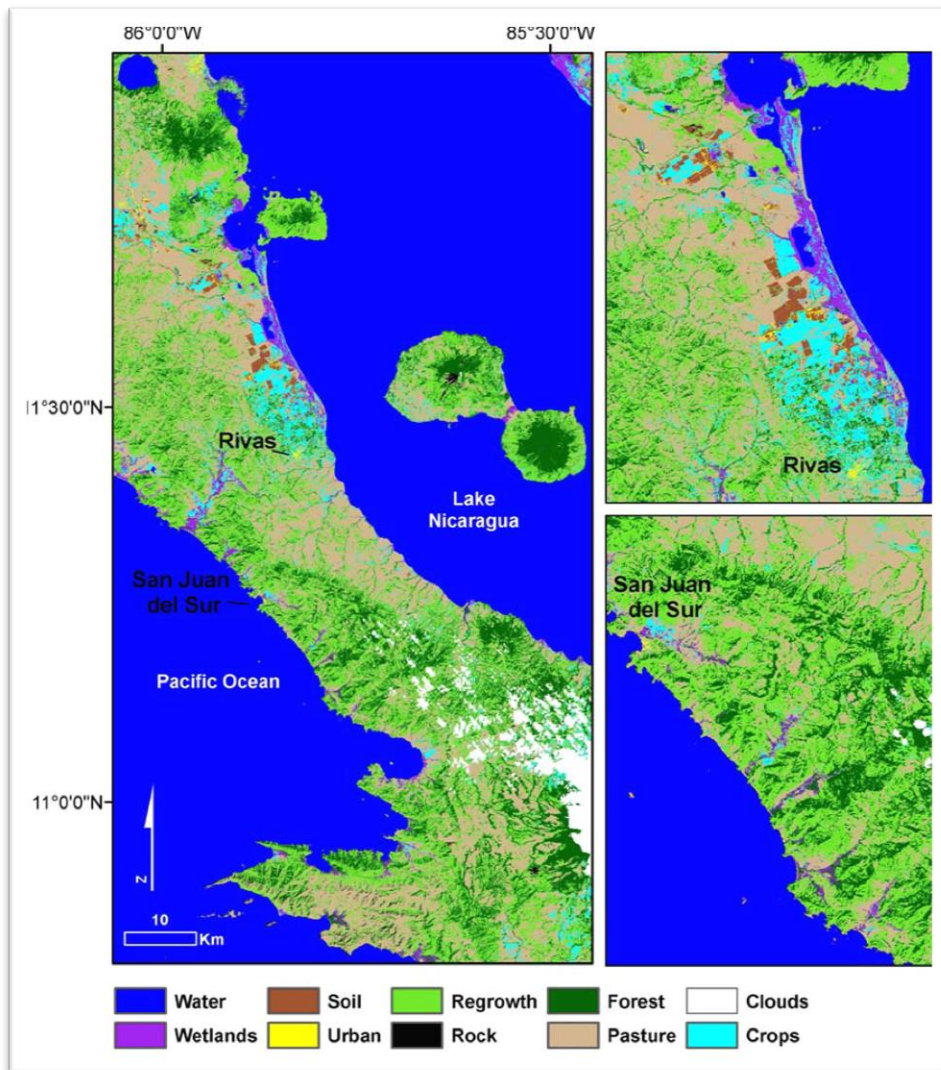 86°0'0"W 85°30'0"W
11°30'0"N
Rivas
Lake
Nicaragua
San Juan
del Sur
Pacific Ocean
11°0'0"N
N
10
Km
Rivas
San Juan
del Sur
Water Soil Regrowth Forest Clouds
Wetlands Urban Rock Pasture Crops